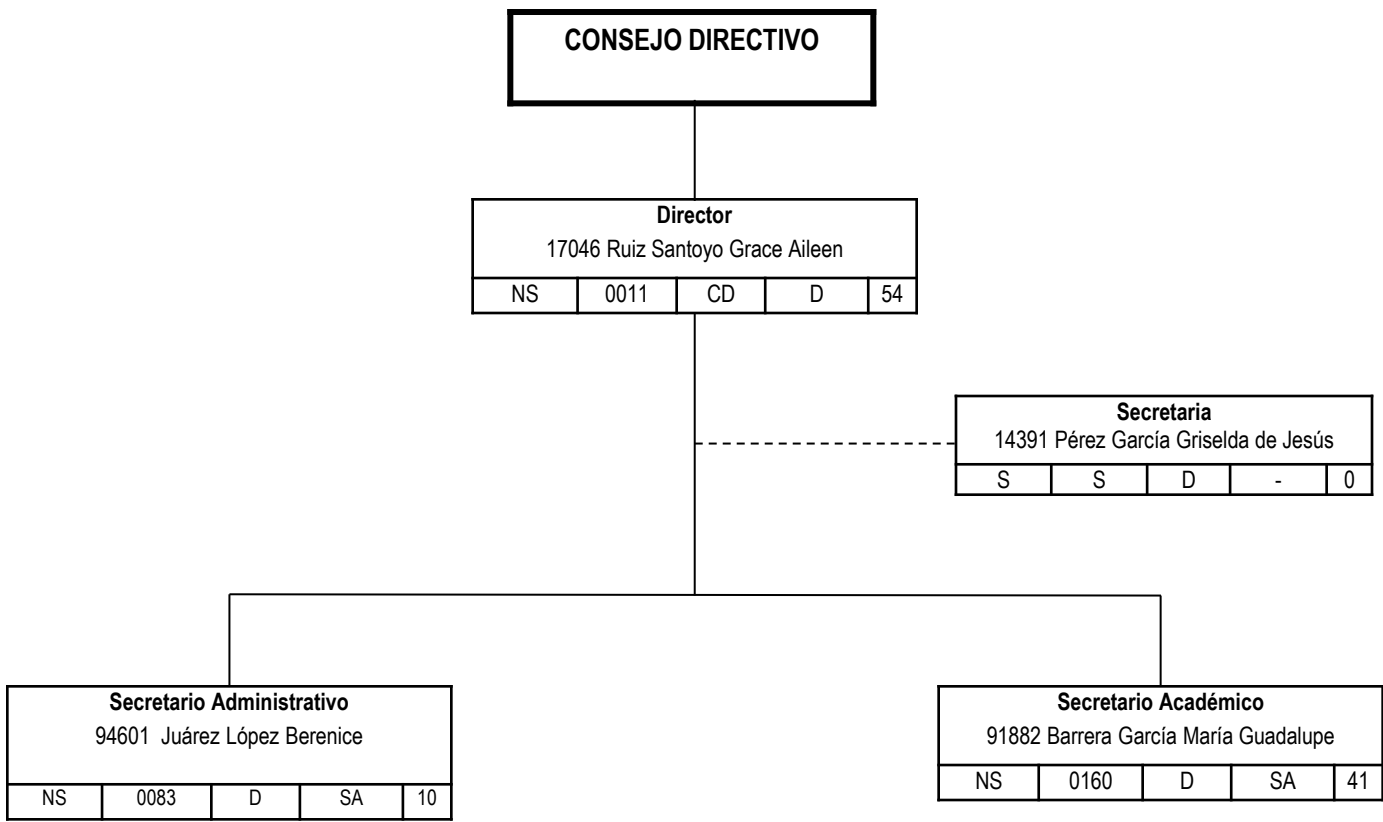 CONSEJO DIRECTIVO
Director
17046 Ruiz Santoyo Grace Aileen
NS 0011 CD D 54
Secretaria
14391 Pérez García Griselda de Jesús
S S D - 0
Secretario Administrativo
94601 Juárez López Berenice
NS 0083 D SA 10
Secretario Académico
91882 Barrera García María Guadalupe
NS 0160 D SA 41